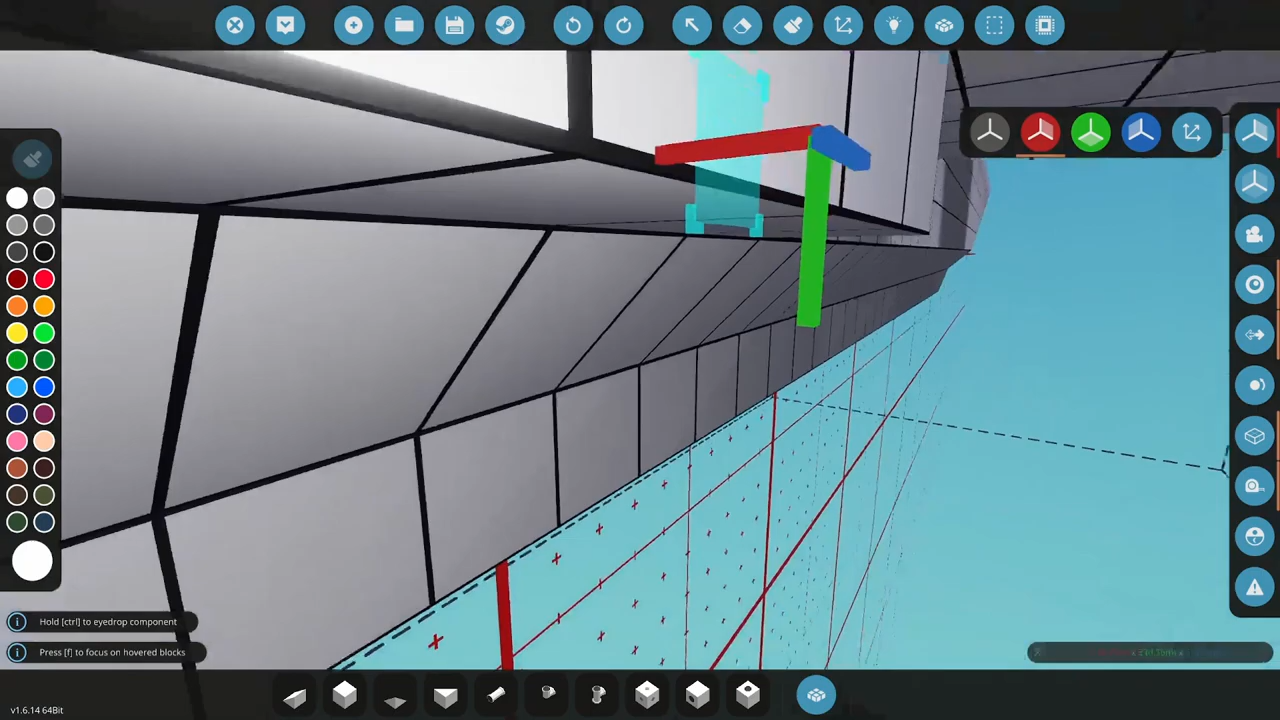 Hold [ctrl] to eyedrop component
Press [f] to focus on hovered blocks
v1.6.14 64Bit